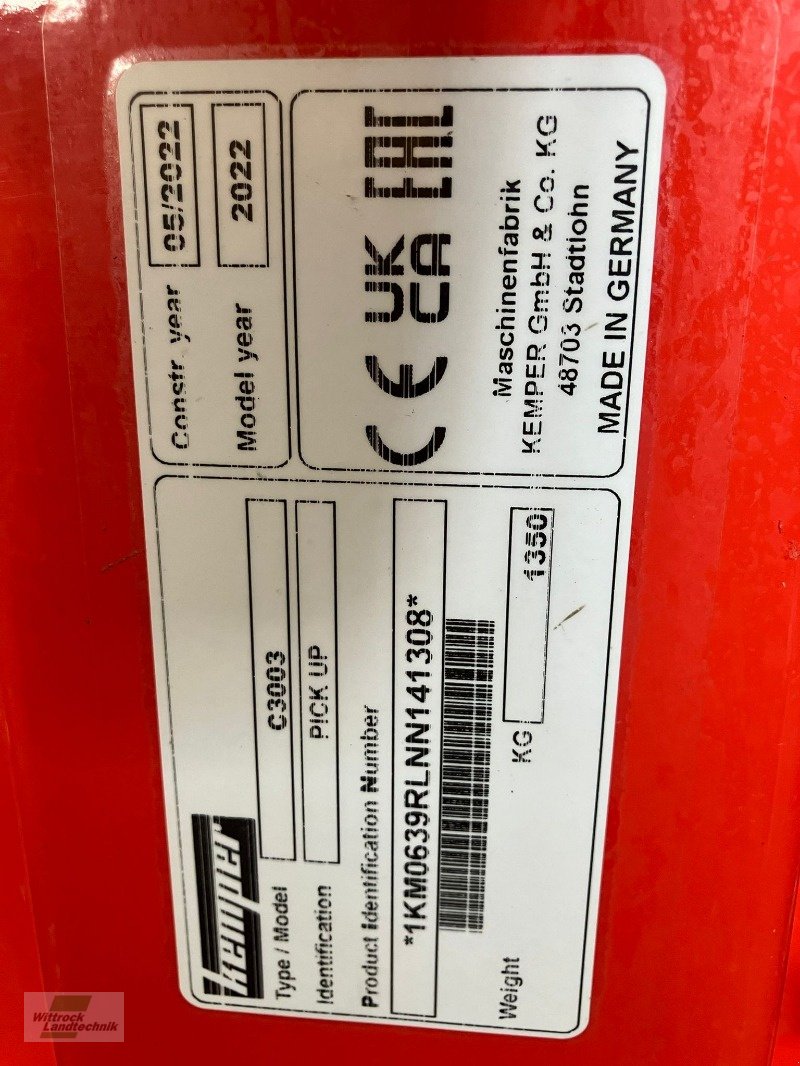 kemper
Type / Model C3003
Identification PICK UP
Product Identification Number
*1KM0639RLNN141308*
Weight KG 1350
Constr. year 05/2022
Model year 2022
CE UK CA EAC
Maschinenfabrik
KEMPER GmbH & Co. KG
48703 Stadtlohn
MADE IN GERMANY
Wittrock
Landtechnik